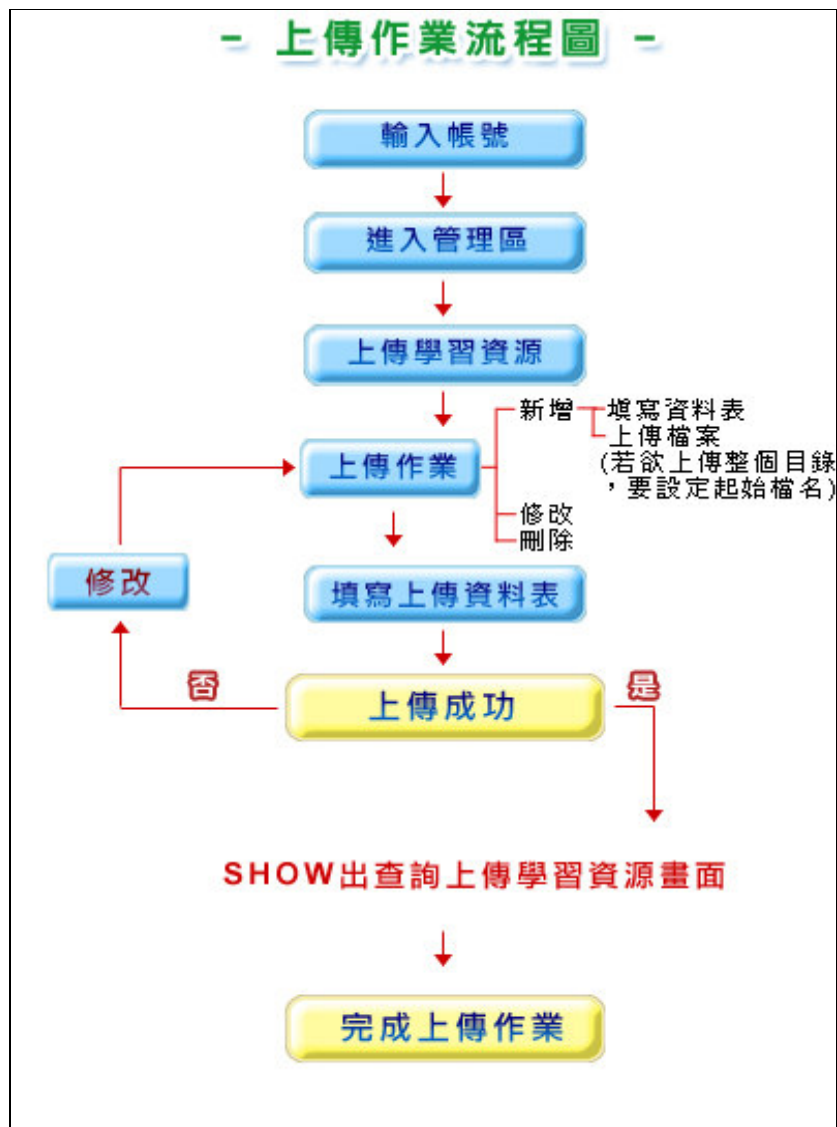 - 上傳作業流程圖 -
輸入帳號
進入管理區
上傳學習資源
新增
填寫資料表
上傳檔案
(若欲上傳整個目錄
，要設定起始檔名)
上傳作業
修改
刪除
修改
填寫上傳資料表
否
上傳成功
是
SHOW出查詢上傳學習資源畫面
完成上傳作業